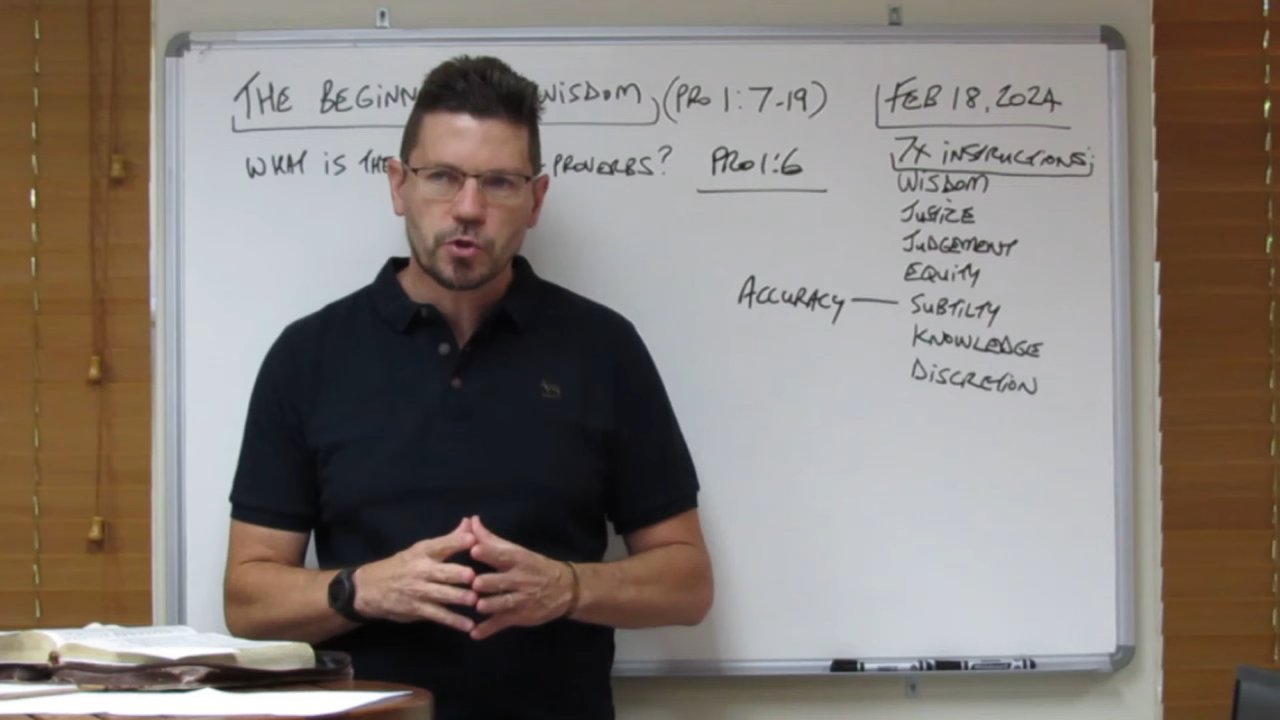 THE BEGINN WISDOM, (PRO 1:7-19)
WHAT IS THE PROVERBS? PRO 1:6
FEB 18, 2024
7X INSTRUCTIONS;
WISDOM
JUSTICE
JUDGEMENT
EQUITY
ACCURACY — SUBTILTY
KNOWLEDGE
DISCRETION